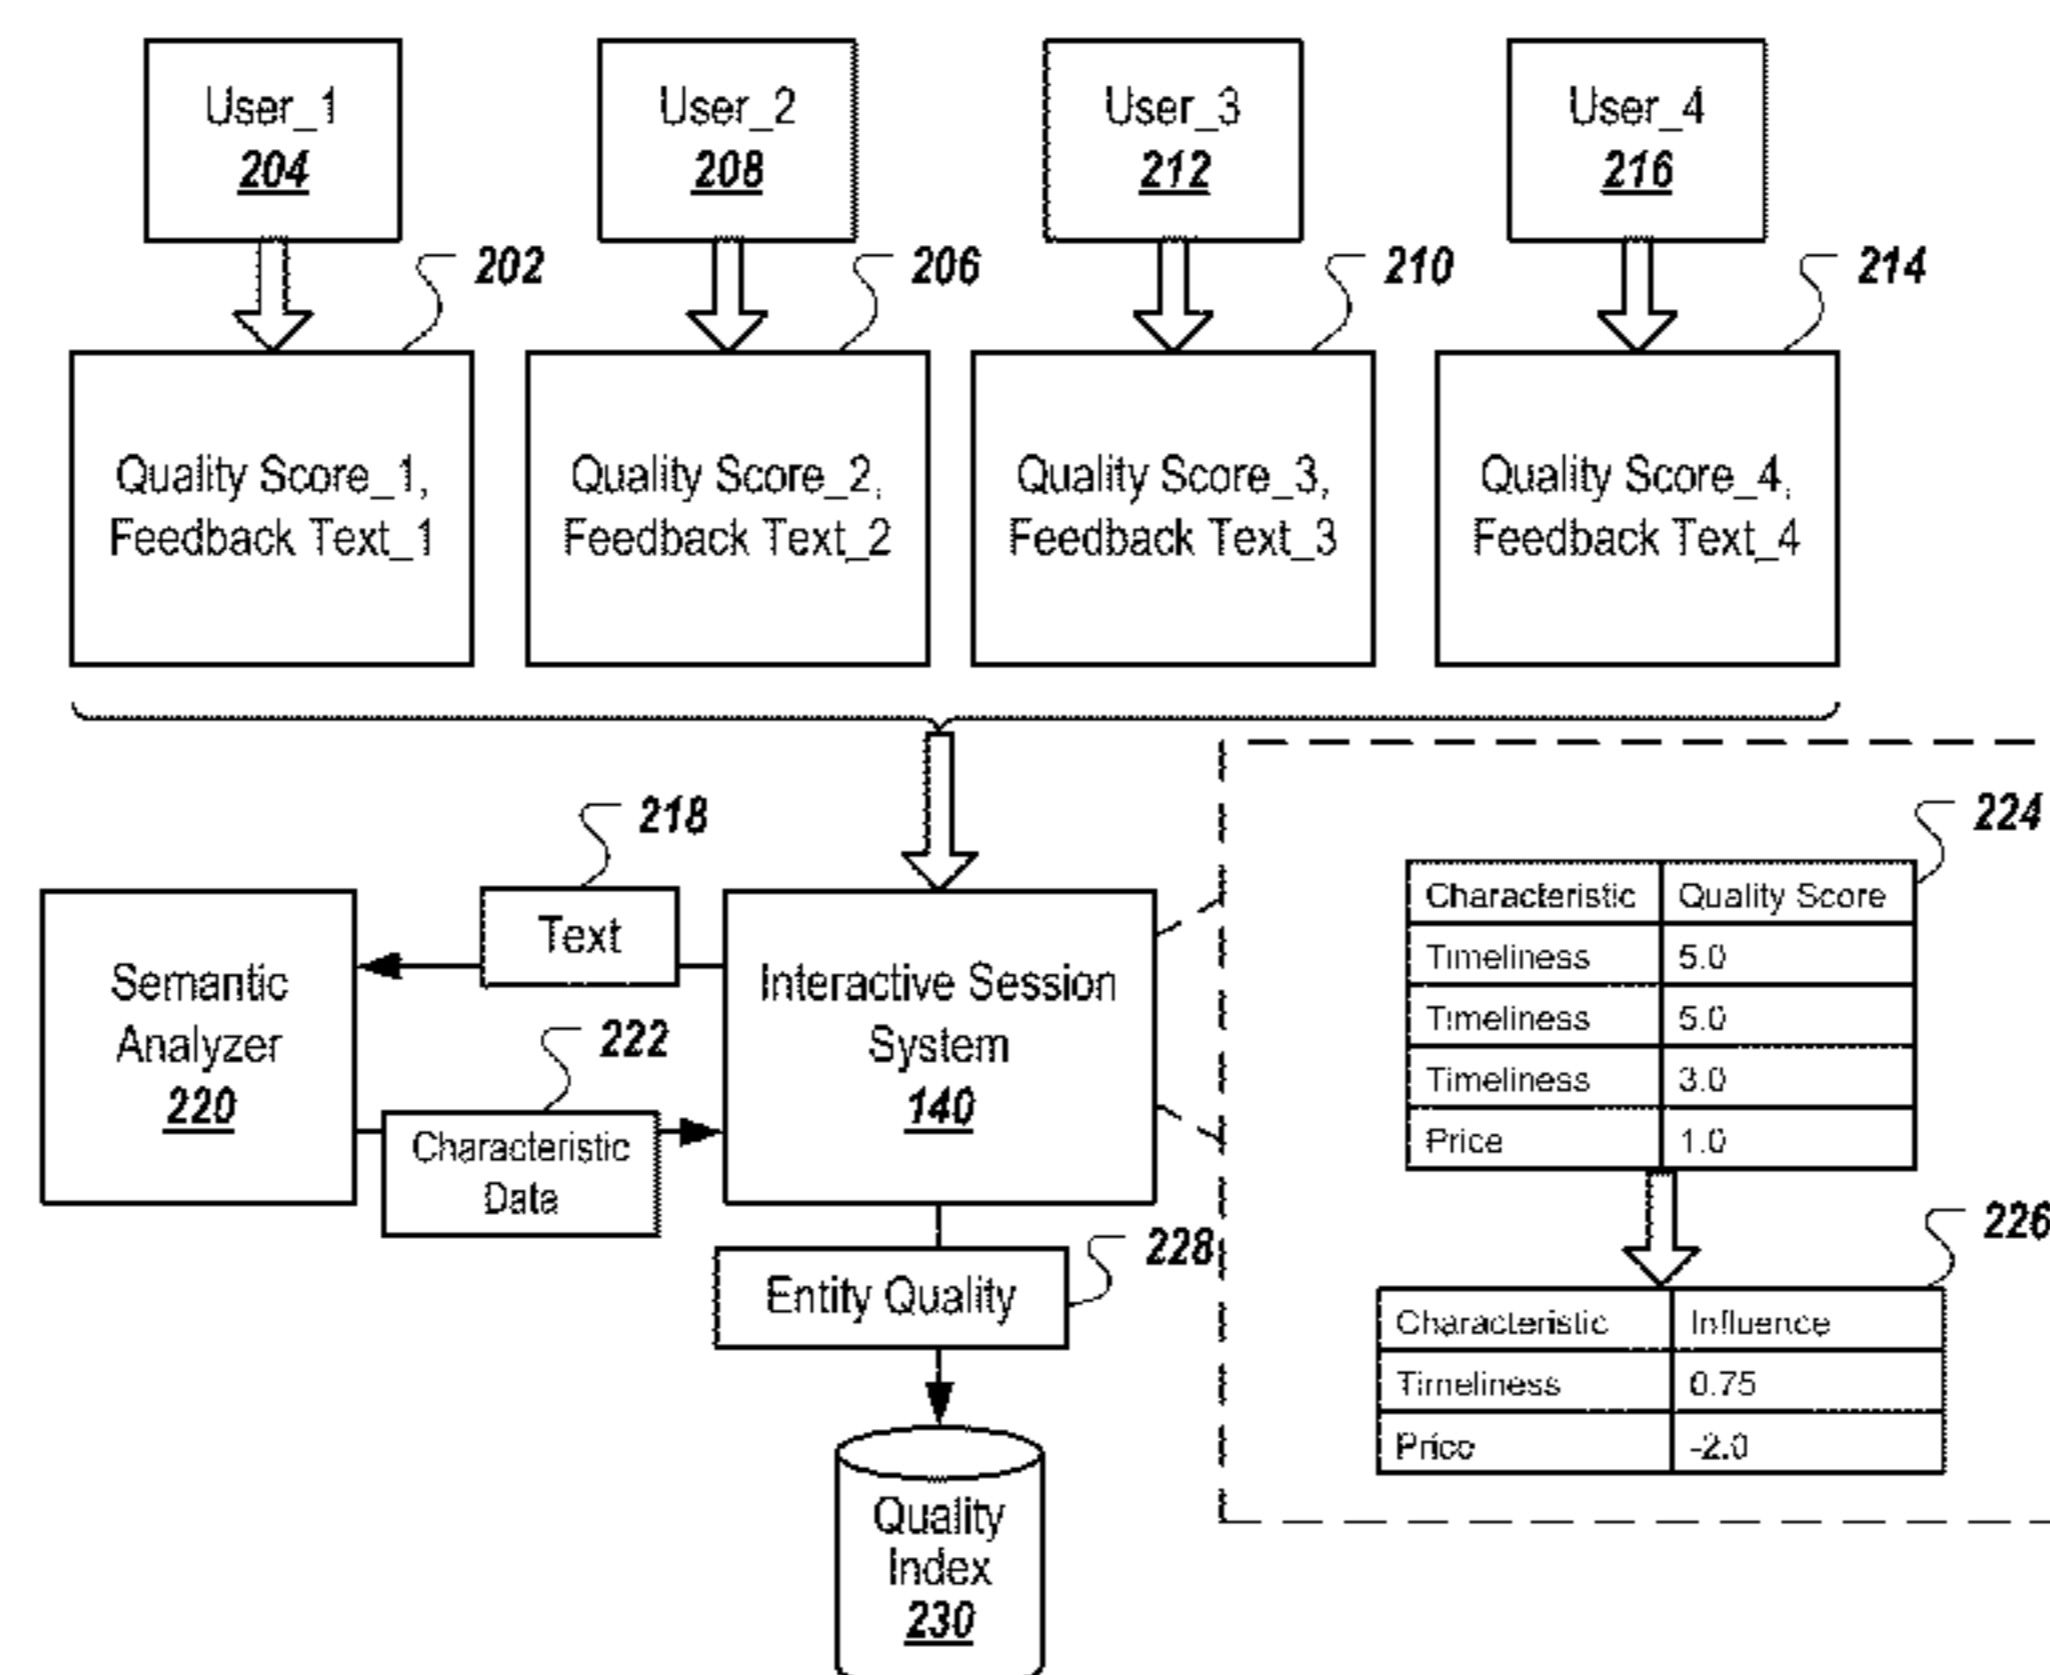 User_1
204
User_2
208
User_3
212
User_4
216
202
206
210
214
Quality Score_1,
Feedback Text_1
Quality Score_2,
Feedback Text_2
Quality Score_3,
Feedback Text_3
Quality Score_4,
Feedback Text_4
218
Text
Semantic
Analyzer
220
222
Characteristic
Data
Interactive Session
System
140
228
Entity Quality
Quality
Index
230
224
Characteristic Quality Score
Timeliness 5.0
Timeliness 5.0
Timeliness 3.0
Price 1.0
226
Characteristic Influence
Timeliness 0.75
Price -2.0